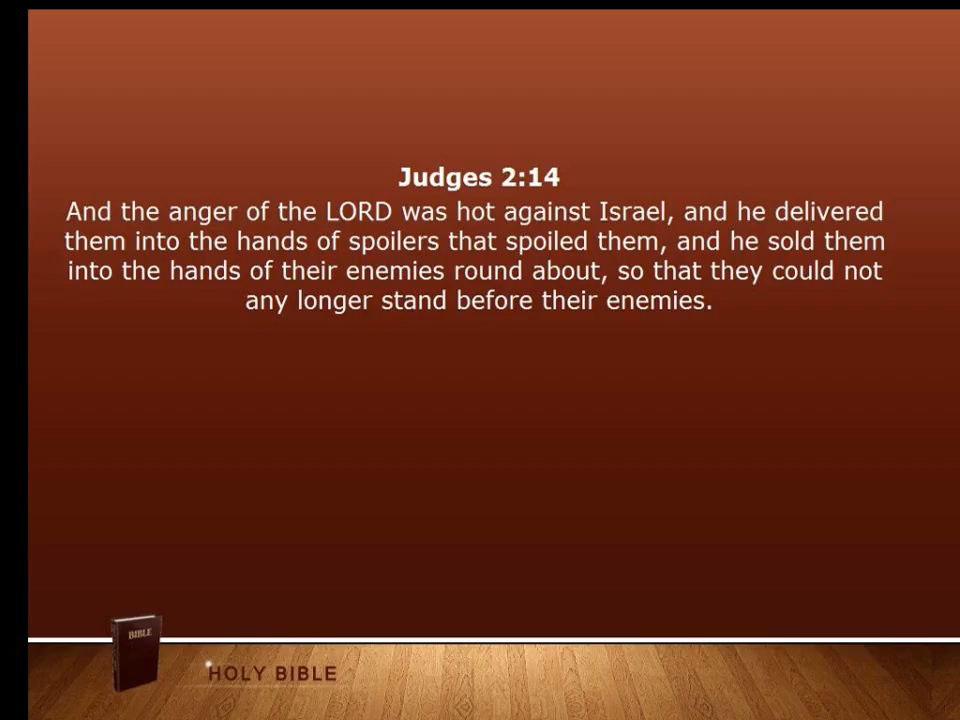 Judges 2:14
And the anger of the LORD was hot against Israel, and he delivered
them into the hands of spoilers that spoiled them, and he sold them
into the hands of their enemies round about, so that they could not
any longer stand before their enemies.
BIBLE
HOLY BIBLE